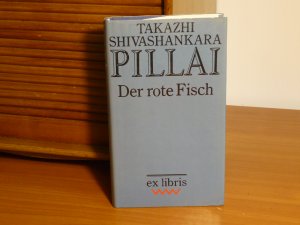 TAKAZHI
SHIVASHANKARA
PILLAI
Der rote Fisch
ex libris